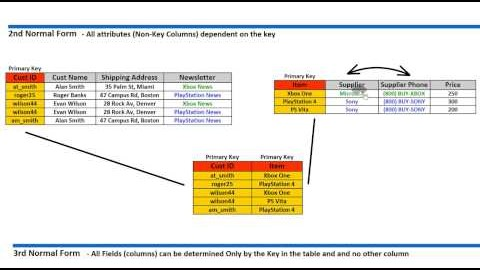 2nd Normal Form - All attributes (Non-Key Columns) dependent on the key
Primary Key
Cust ID Cust Name Shipping Address Newsletter
at_smith Alan Smith 35 Palm St, Miami Xbox News
roger25 Roger Banks 47 Campus Rd, Boston PlayStation News
wilson44 Evan Wilson 28 Rock Av, Denver Xbox News
wilson44 Evan Wilson 28 Rock Av, Denver PlayStation News
am_smith Alan Smith 47 Campus Rd, Boston PlayStation News
Primary Key
Item Supplier Supplier Phone Price
Xbox One (800) BUY-XBOX 250
PlayStation 4 Sony (800) BUY-SONY 300
PS Vita Sony (800) BUY-SONY 200
Primary Key Primary Key
Cust ID Item
at_smith Xbox One
roger25 PlayStation 4
wilson44 Xbox One
wilson44 PS Vita
am_smith PlayStation 4
3rd Normal Form - All Fields (columns) can be determined Only by the Key in the table and and no other column